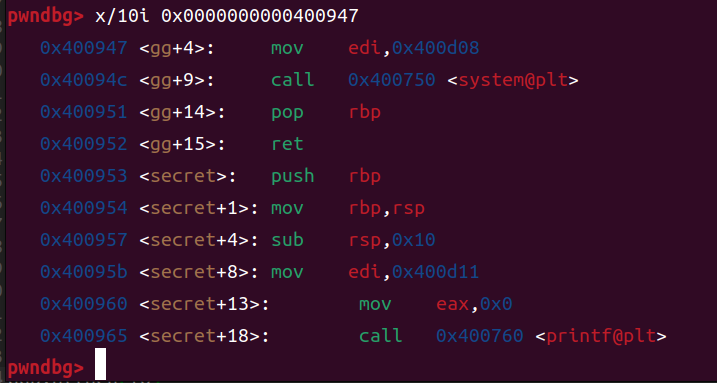 pwndbg> x/10i 0x0000000000400947
0x400947 <gg+4>: mov edi,0x400d08
0x40094c <gg+9>: call 0x400750 <system@plt>
0x400951 <gg+14>: pop rbp
0x400952 <gg+15>: ret
0x400953 <secret>: push rbp
0x400954 <secret+1>: mov rbp,rsp
0x400957 <secret+4>: sub rsp,0x10
0x40095b <secret+8>: mov edi,0x400d11
0x400960 <secret+13>: mov eax,0x0
0x400965 <secret+18>: call 0x400760 <printf@plt>
pwndbg>